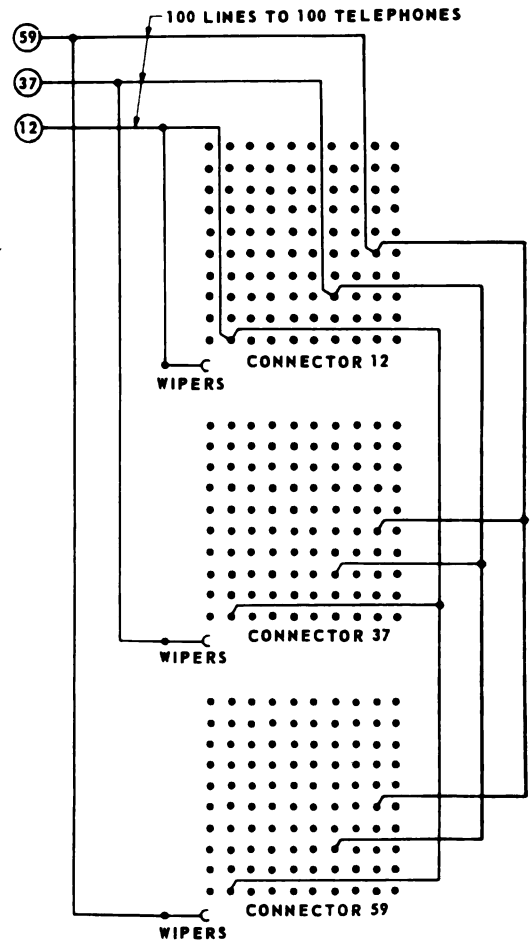 100 LINES TO 100 TELEPHONES
59
37
12
CONNECTOR 12
WIPERS
CONNECTOR 37
WIPERS
CONNECTOR 59
WIPERS